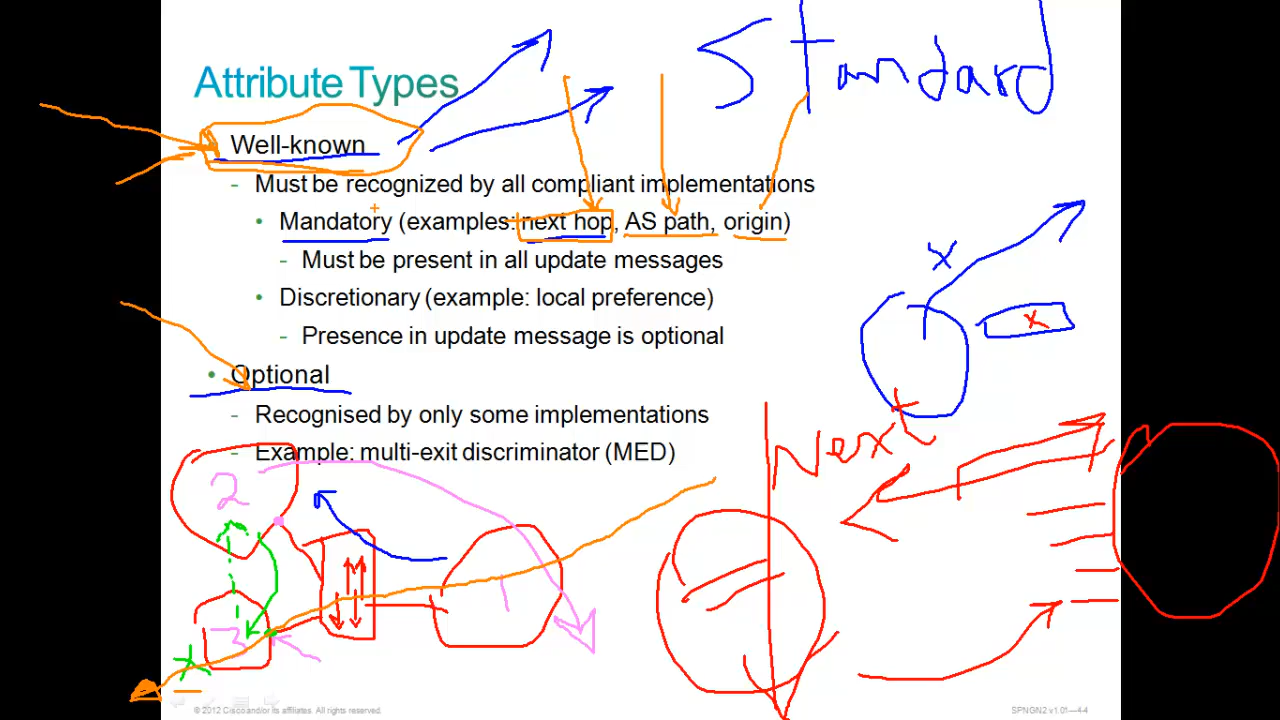 Standard
Attribute Types
Well-known
- Must be recognized by all compliant implementations
• Mandatory (examples: next hop, AS path, origin)
- Must be present in all update messages
• Discretionary (example: local preference)
- Presence in update message is optional
• Optional
- Recognised by only some implementations
- Example: multi-exit discriminator (MED)
X
x
Next
2
1
3
x
© 2012 Cisco and/or its affiliates. All rights reserved.
SPNGN2 v1.01—4-4